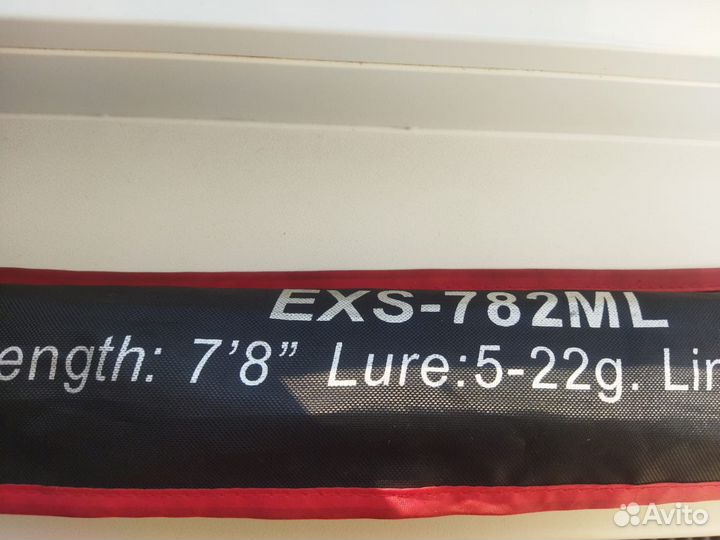 EXS-782ML
ength: 7’8” Lure:5-22g. Lin
Avito